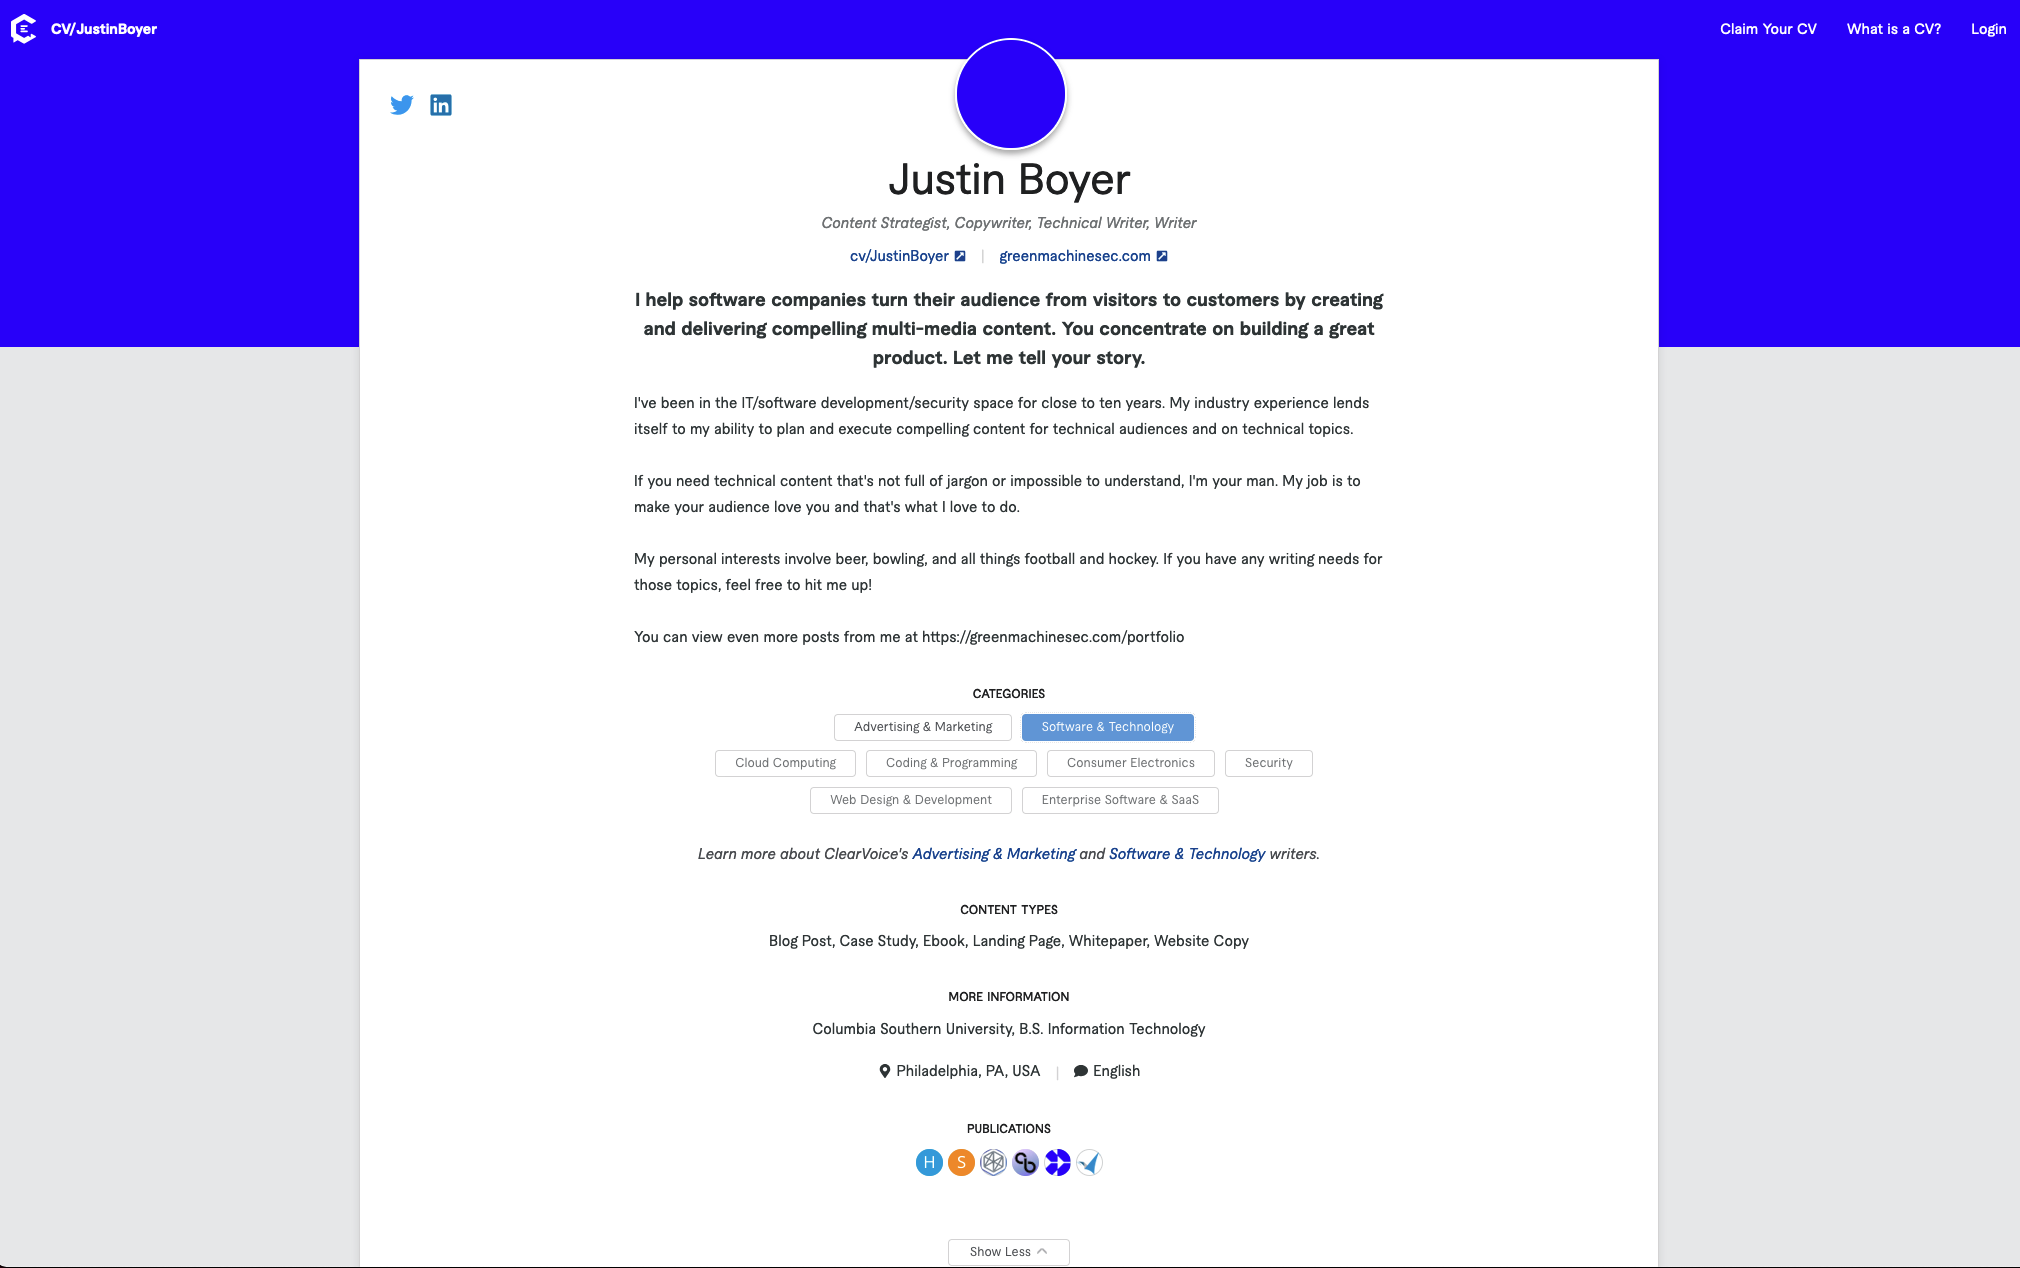 CV/JustinBoyer
Claim Your CV
What is a CV?
Login
Justin Boyer
Content Strategist, Copywriter, Technical Writer, Writer
cv/JustinBoyer | greenmachinesec.com
I help software companies turn their audience from visitors to customers by creating
and delivering compelling multi-media content. You concentrate on building a great
product. Let me tell your story.
I've been in the IT/software development/security space for close to ten years. My industry experience lends
itself to my ability to plan and execute compelling content for technical audiences and on technical topics.
If you need technical content that's not full of jargon or impossible to understand, I'm your man. My job is to
make your audience love you and that's what I love to do.
My personal interests involve beer, bowling, and all things football and hockey. If you have any writing needs for
those topics, feel free to hit me up!
You can view even more posts from me at https://greenmachinesec.com/portfolio
CATEGORIES
Advertising & Marketing
Software & Technology
Cloud Computing
Coding & Programming
Consumer Electronics
Security
Web Design & Development
Enterprise Software & SaaS
Learn more about ClearVoice's Advertising & Marketing and Software & Technology writers.
CONTENT TYPES
Blog Post, Case Study, Ebook, Landing Page, Whitepaper, Website Copy
MORE INFORMATION
Columbia Southern University, B.S. Information Technology
Philadelphia, PA, USA | English
PUBLICATIONS
H S
Show Less